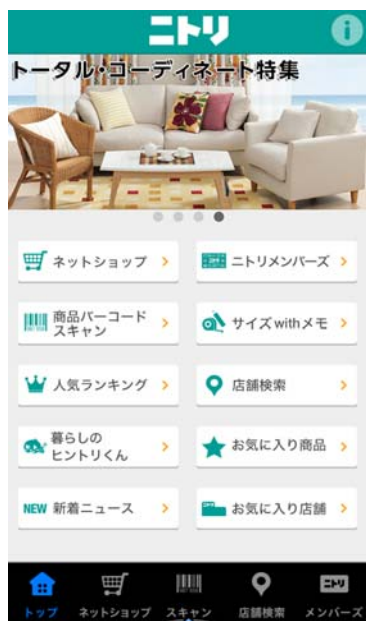 ニトリ
i
トータル・コーディネート特集
ネットショップ
ニトリメンバーズ
商品バーコード
スキャン
サイズwithメモ
人気ランキング
店舗検索
暮らしの
ヒントリくん
お気に入り商品
NEW 新着ニュース
お気に入り店舗
トップ
ネットショップ
スキャン
店舗検索
ニトリ
メンバーズ